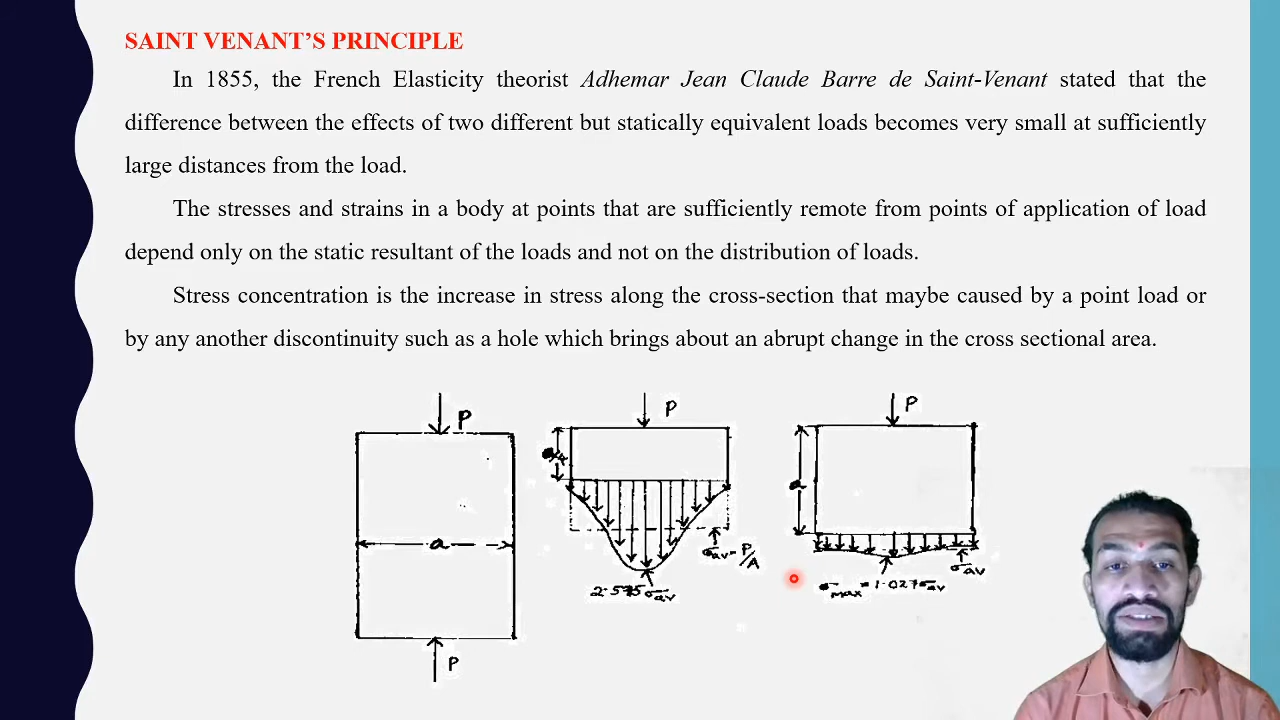 SAINT VENANT'S PRINCIPLE
In 1855, the French Elasticity theorist Adhemar Jean Claude Barre de Saint-Venant stated that the
difference between the effects of two different but statically equivalent loads becomes very small at sufficiently
large distances from the load.
The stresses and strains in a body at points that are sufficiently remote from points of application of load
depend only on the static resultant of the loads and not on the distribution of loads.
Stress concentration is the increase in stress along the cross-section that maybe caused by a point load or
by any another discontinuity such as a hole which brings about an abrupt change in the cross sectional area.
P
P
P
a
a
σav = P/A
σav
2.575σav
σmax = 1.027σav
P